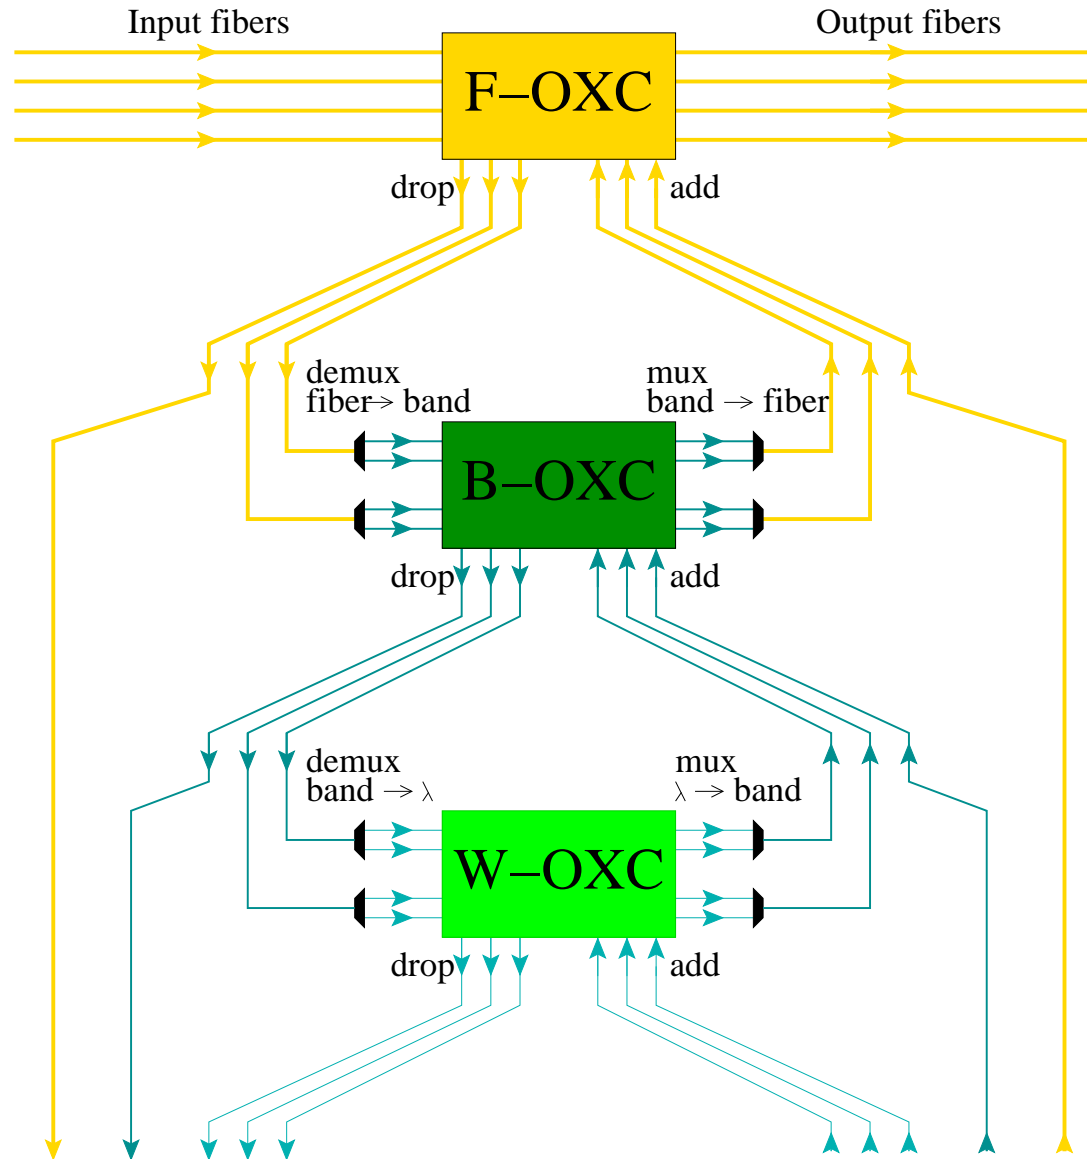 Input fibers
Output fibers
F–OXC
drop
add
demux
fiber→ band
mux
band → fiber
B–OXC
drop
add
demux
band → λ
mux
λ → band
W–OXC
drop
add